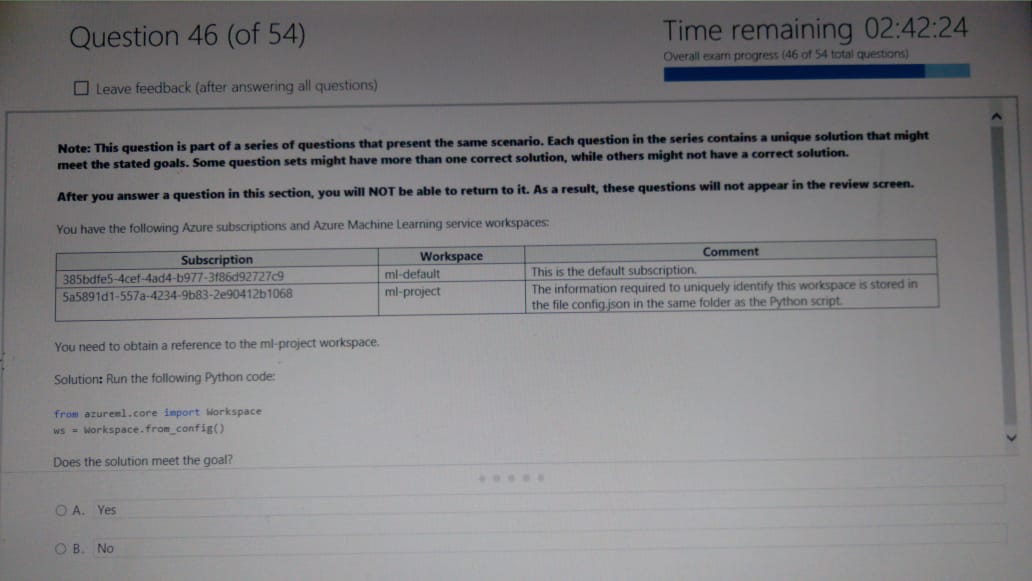 Question 46 (of 54)
Time remaining 02:42:24
Overall exam progress (46 of 54 total questions)
Leave feedback (after answering all questions)
Note: This question is part of a series of questions that present the same scenario. Each question in the series contains a unique solution that might
meet the stated goals. Some question sets might have more than one correct solution, while others might not have a correct solution.
After you answer a question in this section, you will NOT be able to return to it. As a result, these questions will not appear in the review screen.
You have the following Azure subscriptions and Azure Machine Learning service workspaces:
Subscription Workspace Comment
385bdfe5-4cef-4ad4-b977-3f86d92727c9 ml-default This is the default subscription.
5a5891d1-557a-4234-9b83-2e90412b1068 ml-project The information required to uniquely identify this workspace is stored in
the file config.json in the same folder as the Python script.
You need to obtain a reference to the ml-project workspace.
Solution: Run the following Python code:
from azureml.core import Workspace
ws = Workspace.from_config()
Does the solution meet the goal?
A. Yes
B. No